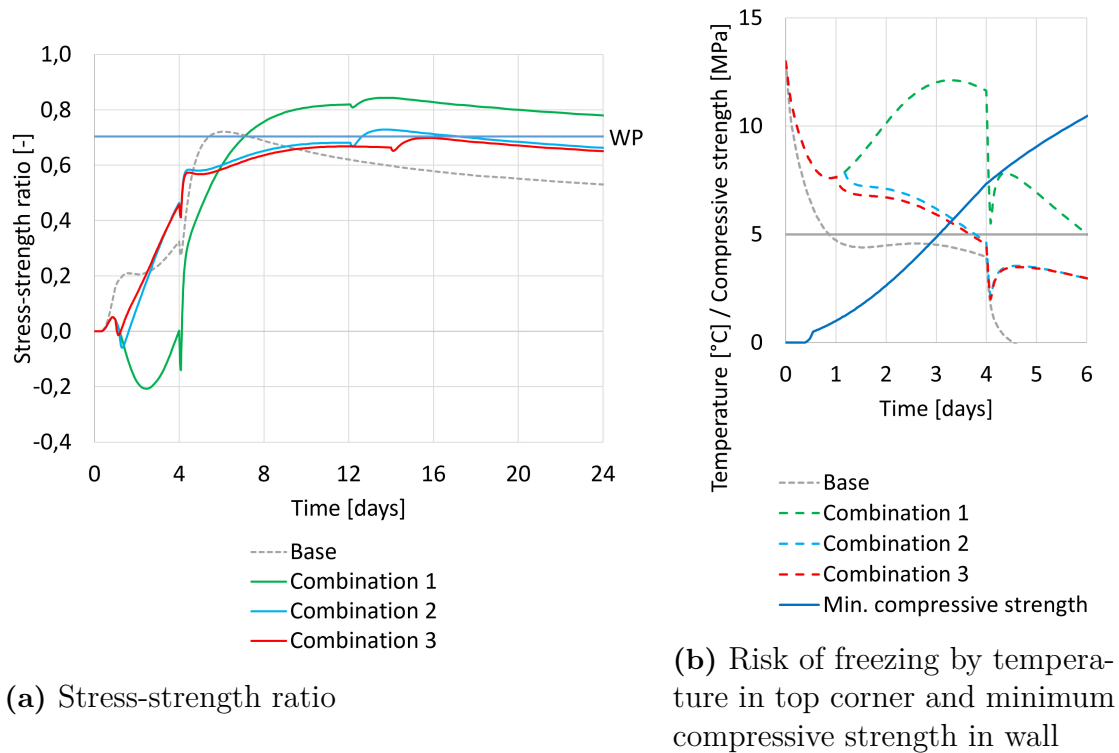 1,0
0,8
0,6
0,4
0,2
0,0
-0,2
-0,4
Stress-strength ratio [-]
WP
0 4 8 12 16 20 24
Time [days]
Base
Combination 1
Combination 2
Combination 3
(a) Stress-strength ratio
15
10
5
0
Temperature [°C] / Compressive strength [MPa]
0 1 2 3 4 5 6
Time [days]
Base
Combination 1
Combination 2
Combination 3
Min. compressive strength
(b) Risk of freezing by tempera-
ture in top corner and minimum
compressive strength in wall